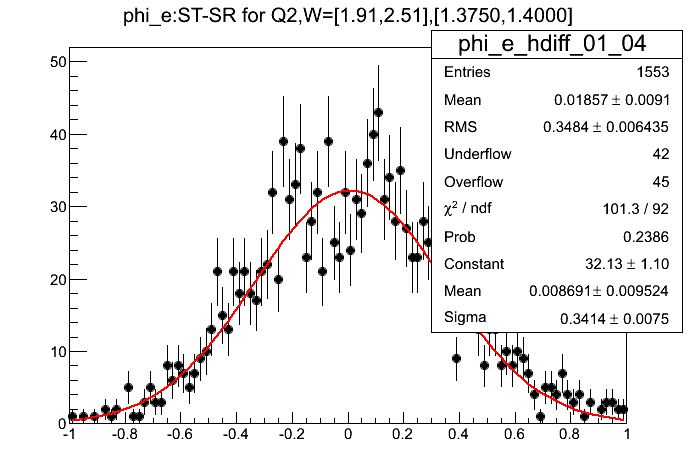 phi_e:ST-SR for Q2,W=[1.91,2.51],[1.3750,1.4000]
phi_e_hdiff_01_04
Entries 1553
Mean 0.01857 ± 0.0091
RMS 0.3484 ± 0.006435
Underflow 42
Overflow 45
χ² / ndf 101.3 / 92
Prob 0.2386
Constant 32.13 ± 1.10
Mean 0.008691 ± 0.009524
Sigma 0.3414 ± 0.0075
50
40
30
20
10
0
-1 -0.8 -0.6 -0.4 -0.2 0 0.2 0.4 0.6 0.8 1